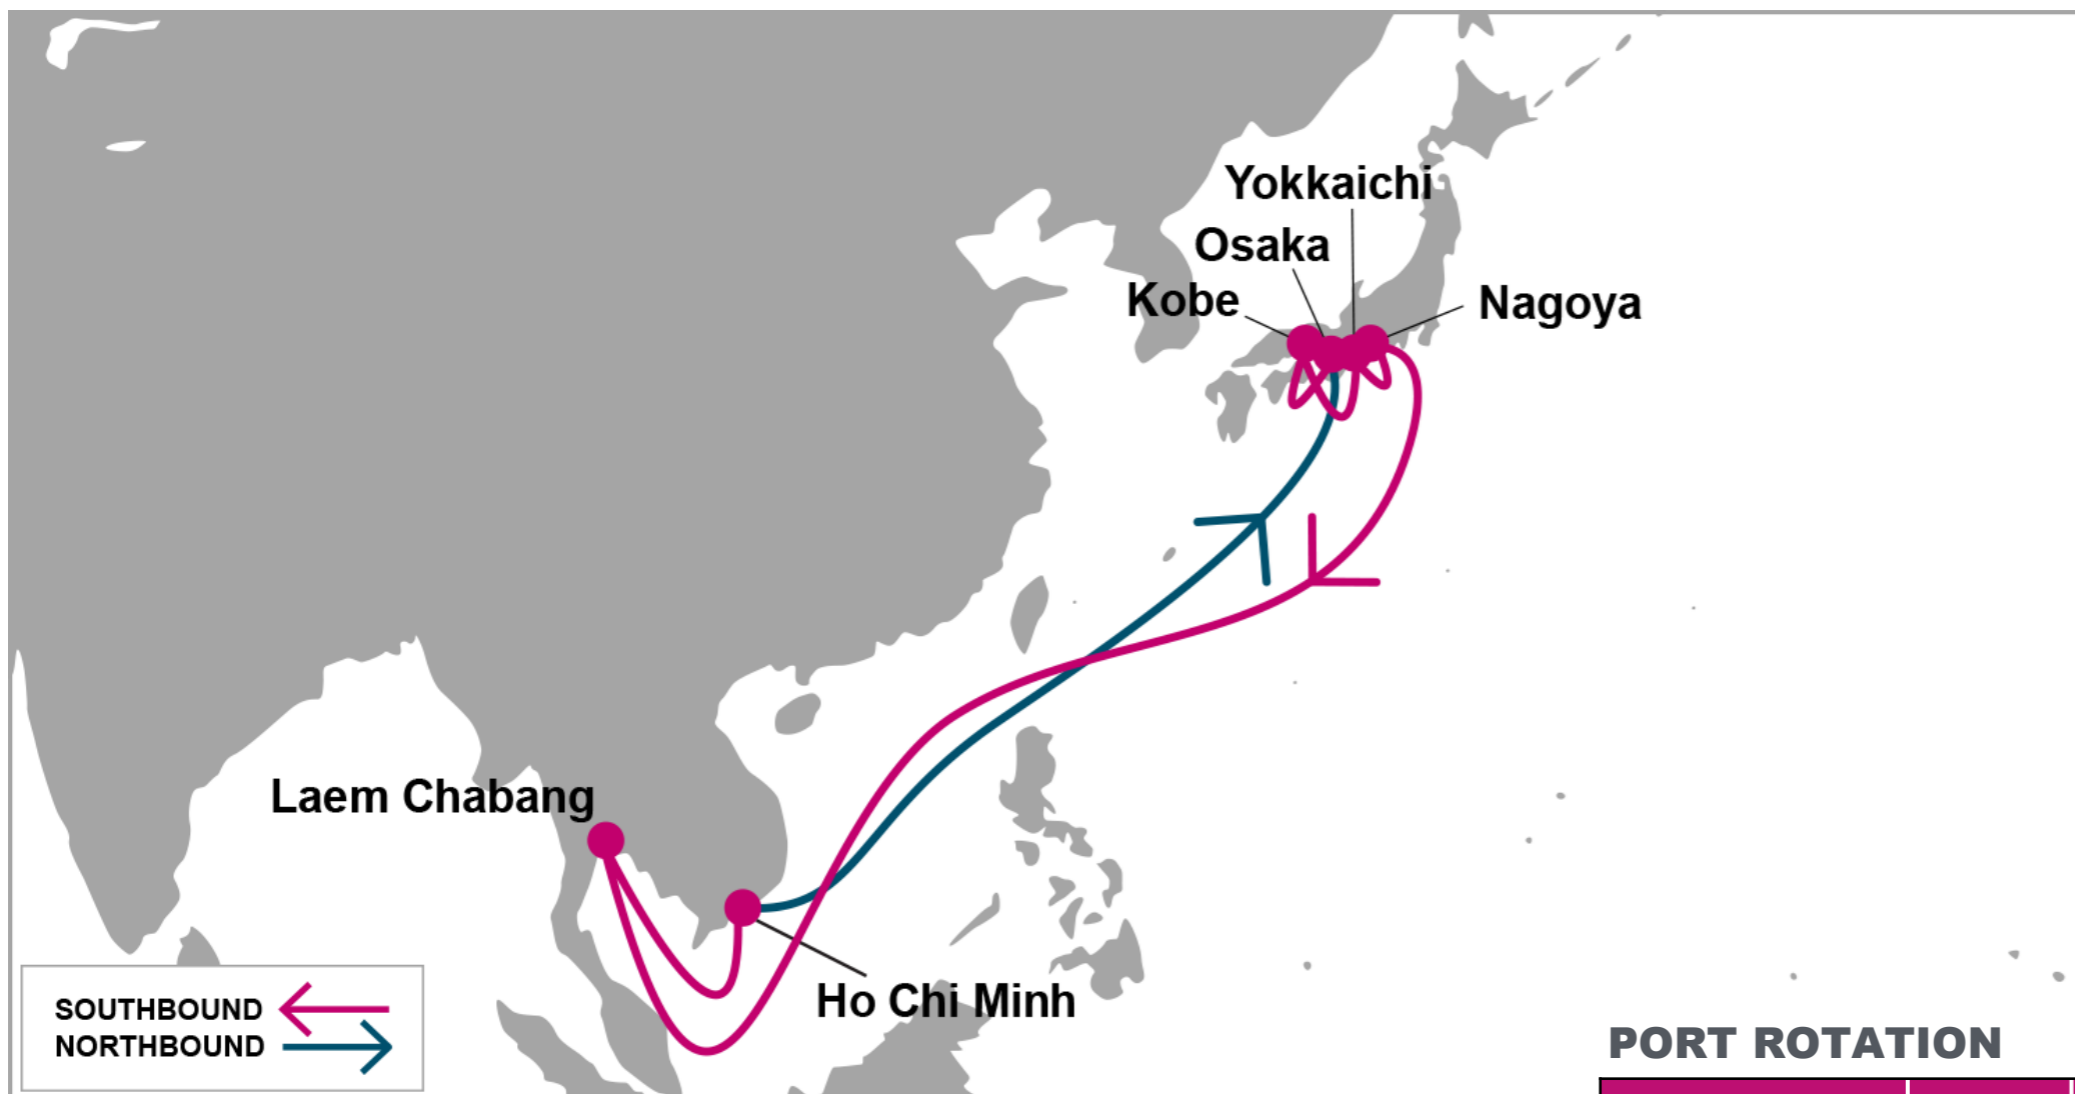 Yokkaichi
Osaka
Kobe
Nagoya
Laem Chabang
Ho Chi Minh
SOUTHBOUND
NORTHBOUND
PORT ROTATION